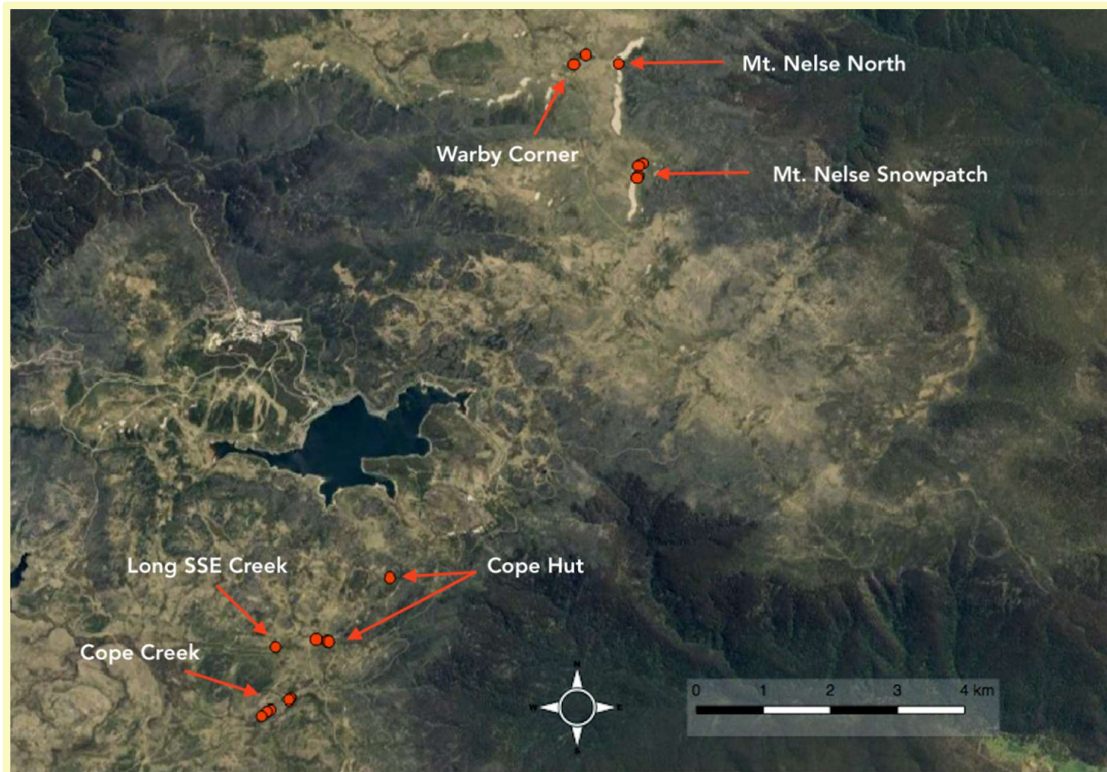 Mt. Nelse North
Warby Corner
Mt. Nelse Snowpatch
Long SSE Creek
Cope Hut
Cope Creek
N
W
E
S
0 1 2 3 4 km